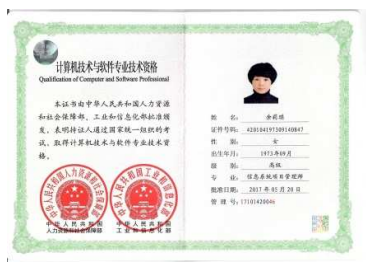 计算机技术与软件专业技术资格
Qualification of Computer and Software Professional
本证书由中华人民共和国人力资源
和社会保障部、工业和信息化部批准颁
发，表明持证人通过国家统一组织的考
试，取得计算机技术与软件专业技术资
格。
中华人民共和国
人力资源和社会保障部
中华人民共和国
工业和信息化部
姓 名：
证件号码：
性 别：女
出生年月：1973年09月
级 别：高级
专 业：信息系统项目管理师
批准日期：2017年05月20日
管理号：17101420046